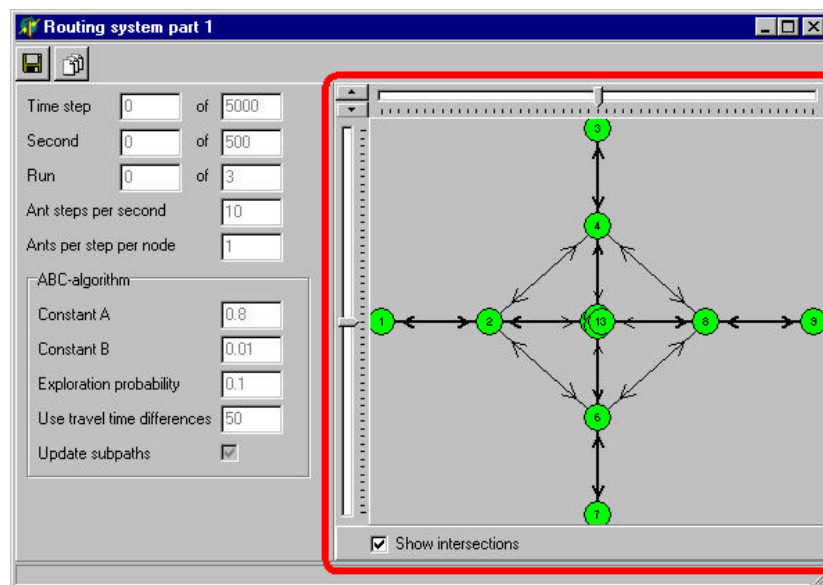 Routing system part 1
Time step 0 of 5000
Second 0 of 500
Run 0 of 3
Ant steps per second 10
Ants per step per node 1
ABC-algorithm
Constant A 0.8
Constant B 0.01
Exploration probability 0.1
Use travel time differences 50
Update subpaths
3
4
1 2 13 8 9
6
7
Show intersections